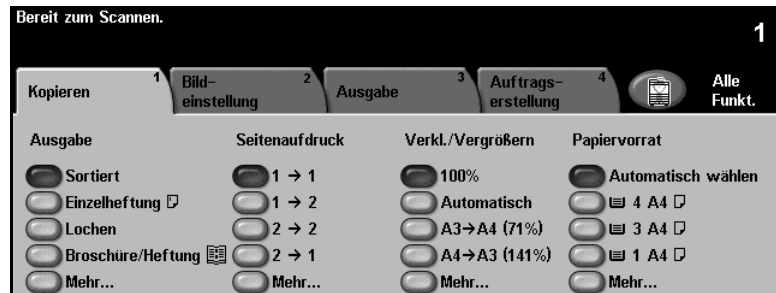 Bereit zum Scannen.
1
Kopieren 1
Bild-
einstellung 2
Ausgabe 3
Auftrags-
erstellung 4
Alle
Funkt.
Ausgabe Seitenaufdruck Verkl./Vergrößern Papiervorrat
Sortiert 1 → 1 100% Automatisch wählen
Einzelheftung 1 → 2 Automatisch 4 A4
Lochen 2 → 2 A3→A4 (71%) 3 A4
Broschüre/Heftung 2 → 1 A4→A3 (141%) 1 A4
Mehr... Mehr... Mehr... Mehr...